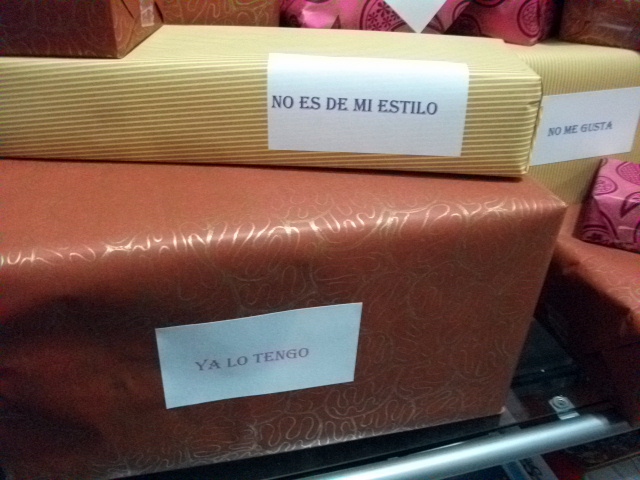 NO ES DE MI ESTILO
NO ME GUSTA
YA LO TENGO